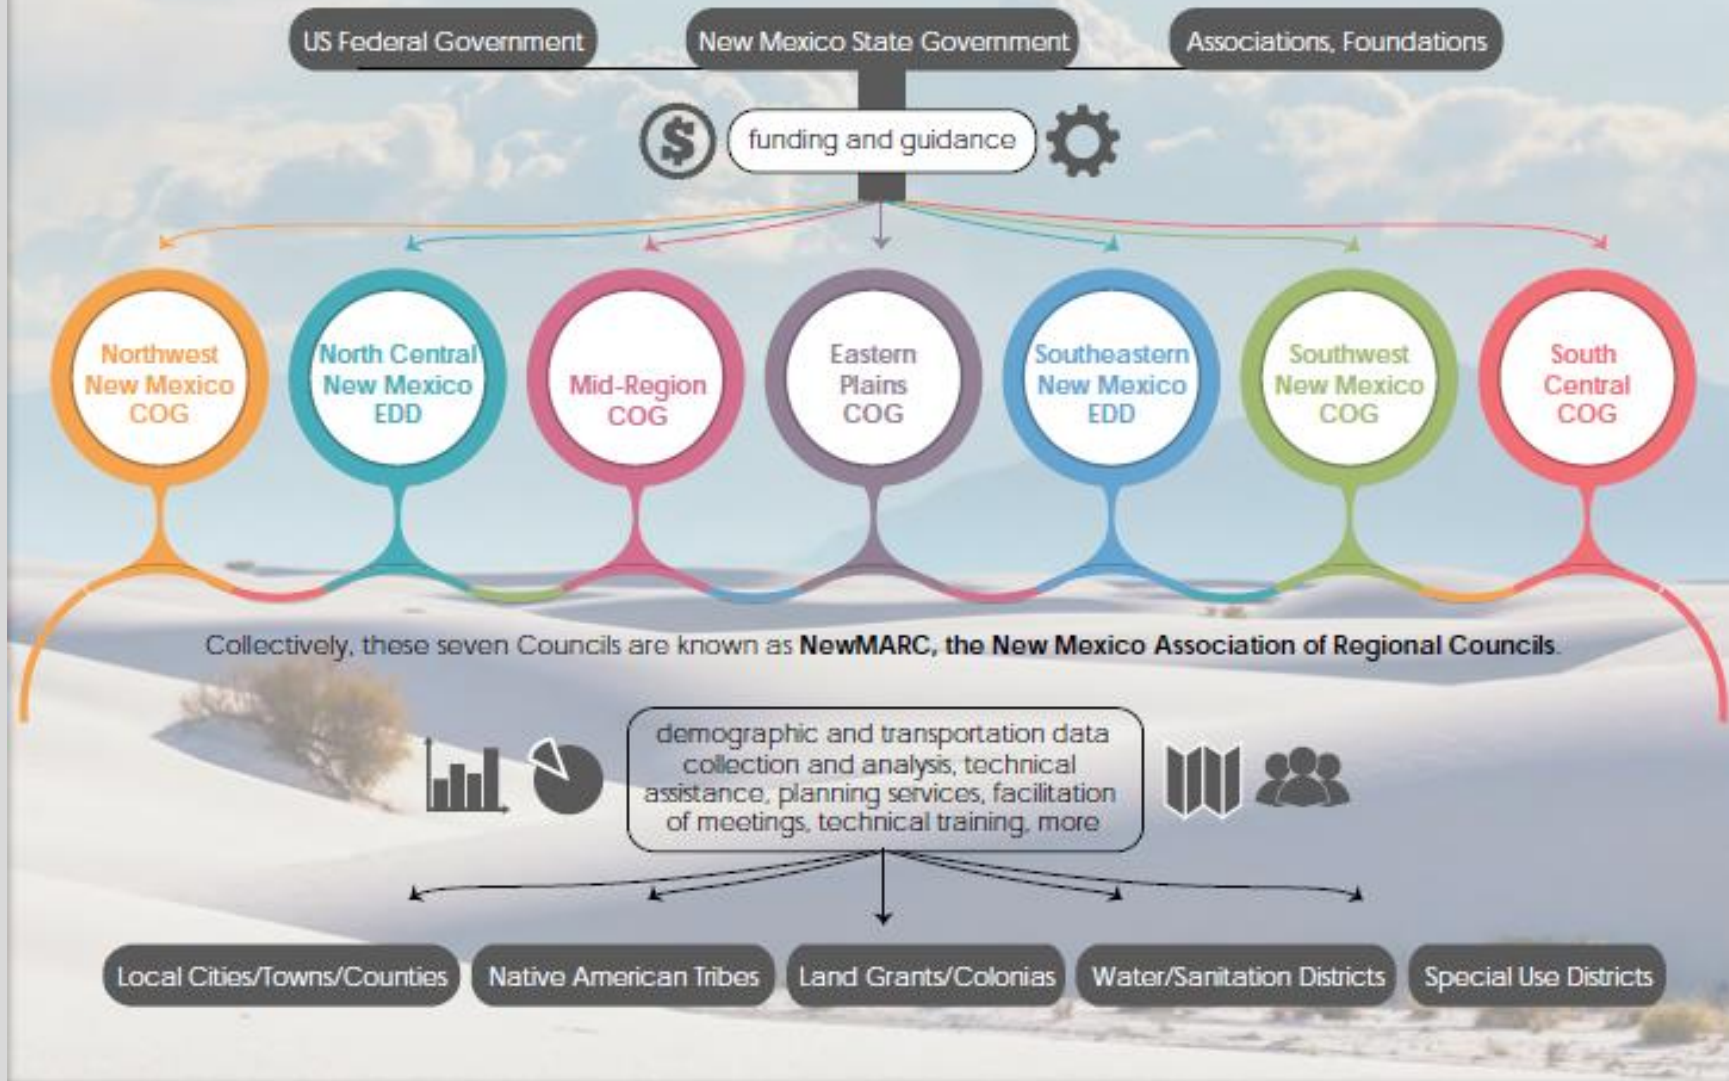 US Federal Government
New Mexico State Government
Associations, Foundations
$
funding and guidance
Northwest
New Mexico
COG
North Central
New Mexico
EDD
Mid-Region
COG
Eastern
Plains
COG
Southeastern
New Mexico
EDD
Southwest
New Mexico
COG
South
Central
COG
Collectively, these seven Councils are known as NewMARC, the New Mexico Association of Regional Councils.
demographic and transportation data
collection and analysis, technical
assistance, planning services, facilitation
of meetings, technical training, more
Local Cities/Towns/Counties
Native American Tribes
Land Grants/Colonias
Water/Sanitation Districts
Special Use Districts